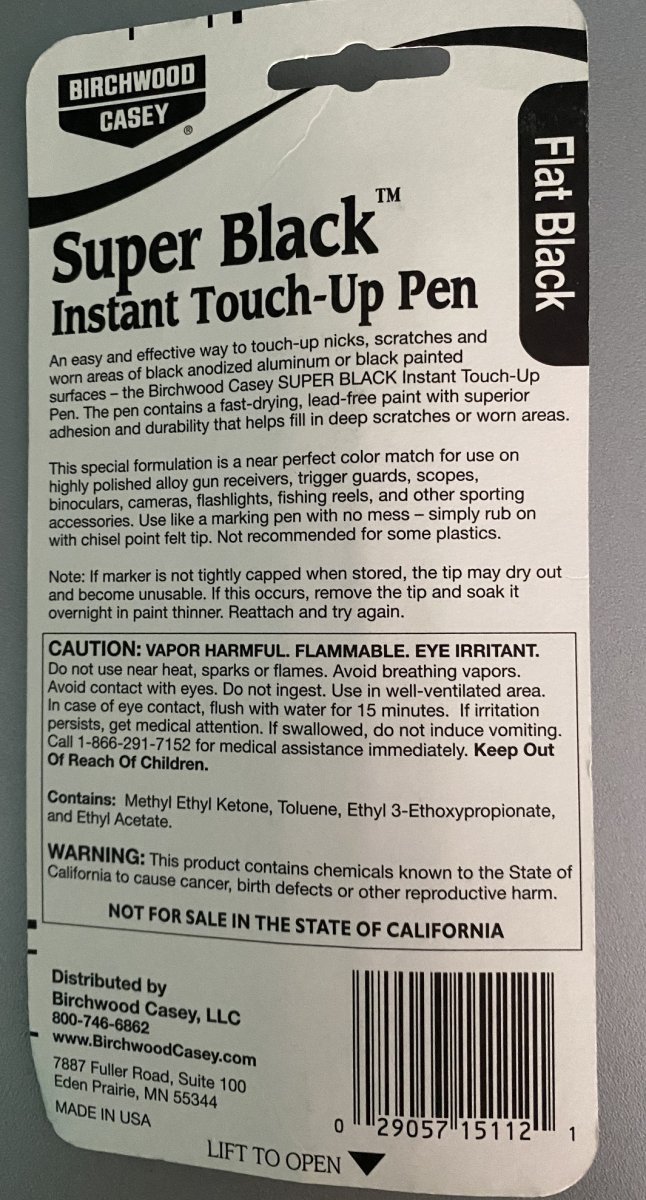 BIRCHWOOD
CASEY
®
Flat Black
Super Black™
Instant Touch-Up Pen
An easy and effective way to touch-up nicks, scratches and
worn areas of black anodized aluminum or black painted
surfaces – the Birchwood Casey SUPER BLACK Instant Touch-Up
Pen. The pen contains a fast-drying, lead-free paint with superior
adhesion and durability that helps fill in deep scratches or worn areas.
This special formulation is a near perfect color match for use on
highly polished alloy gun receivers, trigger guards, scopes,
binoculars, cameras, flashlights, fishing reels, and other sporting
accessories. Use like a marking pen with no mess – simply rub on
with chisel point felt tip. Not recommended for some plastics.
Note: If marker is not tightly capped when stored, the tip may dry out
and become unusable. If this occurs, remove the tip and soak it
overnight in paint thinner. Reattach and try again.
CAUTION: VAPOR HARMFUL. FLAMMABLE. EYE IRRITANT.
Do not use near heat, sparks or flames. Avoid breathing vapors.
Avoid contact with eyes. Do not ingest. Use in well-ventilated area.
In case of eye contact, flush with water for 15 minutes. If irritation
persists, get medical attention. If swallowed, do not induce vomiting.
Call 1-866-291-7152 for medical assistance immediately. Keep Out
Of Reach Of Children.
Contains: Methyl Ethyl Ketone, Toluene, Ethyl 3-Ethoxypropionate,
and Ethyl Acetate.
WARNING: This product contains chemicals known to the State of
California to cause cancer, birth defects or other reproductive harm.
NOT FOR SALE IN THE STATE OF CALIFORNIA
Distributed by
Birchwood Casey, LLC
800-746-6862
www.BirchwoodCasey.com
7887 Fuller Road, Suite 100
Eden Prairie, MN 55344
MADE IN USA
0 29057 15112 1
LIFT TO OPEN